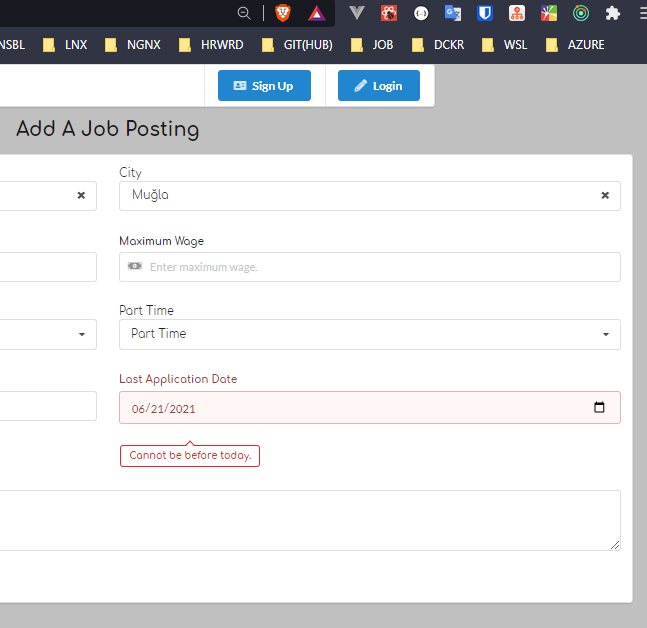 NSBL LNX NGNX HRWRD GIT(HUB) JOB DCKR WSL AZURE
Sign Up Login
Add A Job Posting
City
Muğla
Maximum Wage
Enter maximum wage.
Part Time
Part Time
Last Application Date
06/21/2021
Cannot be before today.